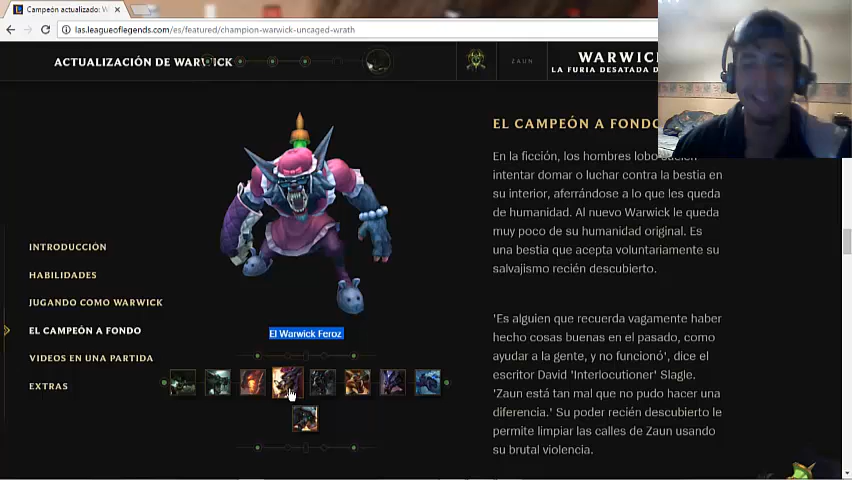 Campeón actualizado: W
las.leagueoflegends.com/es/featured/champion-warwick-uncaged-wrath
ACTUALIZACIÓN DE WARWICK
ZAUN
WARWICK
LA FURIA DESATADA D
EL CAMPEÓN A FONDO
En la ficción, los hombres lobo suelen
intentar domar o luchar contra la bestia en
su interior, aferrándose a lo que les queda
de humanidad. Al nuevo Warwick le queda
muy poco de su humanidad original. Es
una bestia que acepta voluntariamente su
salvajismo recién descubierto.
'Es alguien que recuerda vagamente haber
hecho cosas buenas en el pasado, como
ayudar a la gente, y no funcionó', dice el
escritor David 'Interlocutioner' Slagle.
'Zaun está tan mal que no pudo hacer una
diferencia.' Su poder recién descubierto le
permite limpiar las calles de Zaun usando
su brutal violencia.
INTRODUCCIÓN
HABILIDADES
JUGANDO COMO WARWICK
EL CAMPEÓN A FONDO
VIDEOS EN UNA PARTIDA
EXTRAS
El Warwick Feroz